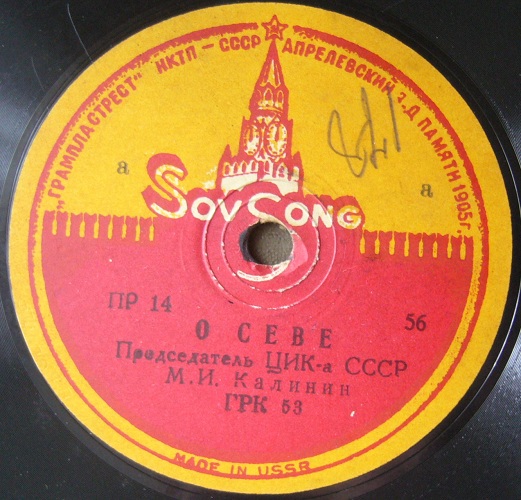 „ГРАМПЛАСТРЕСТ" НКТП – СССР АПРЕЛЕВСКИЙ З-Д ПАМЯТИ 1905 г.
а а
SovSong
ПР 14 56
О СЕВЕ
Председатель ЦИК-а СССР
М.И. Калинин
ГРК 53
MADE IN USSR